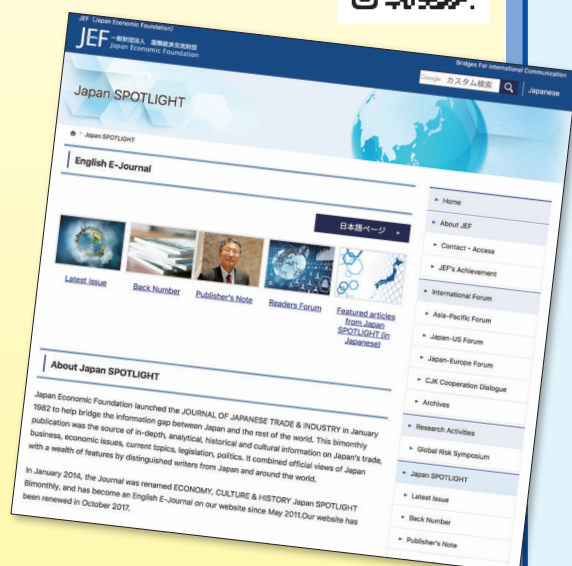 JEF (Japan Economic Foundation)
JEF 一般財団法人 国際経済交流財団
Japan Economic Foundation
Bridges For International Communication
Google カスタム検索
Japanese
Japan SPOTLIGHT
Japan SPOTLIGHT
English E-Journal
日本語ページ
Latest Issue
Back Number
Publisher's Note
Readers Forum
Featured articles
from Japan
SPOTLIGHT (in
Japanese)
About Japan SPOTLIGHT
Japan Economic Foundation launched the JOURNAL OF JAPANESE TRADE & INDUSTRY in January
1982 to help bridge the information gap between Japan and the rest of the world. This bimonthly
publication was the source of in-depth, analytical, historical and cultural information on Japan's trade,
business, economic issues, current topics, legislation, politics. It combined official views of Japan
with a wealth of features by distinguished writers from Japan and around the world.
In January 2014, the Journal was renamed ECONOMY, CULTURE & HISTORY Japan SPOTLIGHT
Bimonthly, and has become an English E-Journal on our website since May 2011.Our website has
been renewed in October 2017.
Home
About JEF
Contact・Access
JEF's Achievement
International Forum
Asia-Pacific Forum
Japan-US Forum
Japan-Europe Forum
CJK Cooperation Dialogue
Archives
Research Activities
Global Risk Symposium
Japan SPOTLIGHT
Latest Issue
Back Number
Publisher's Note